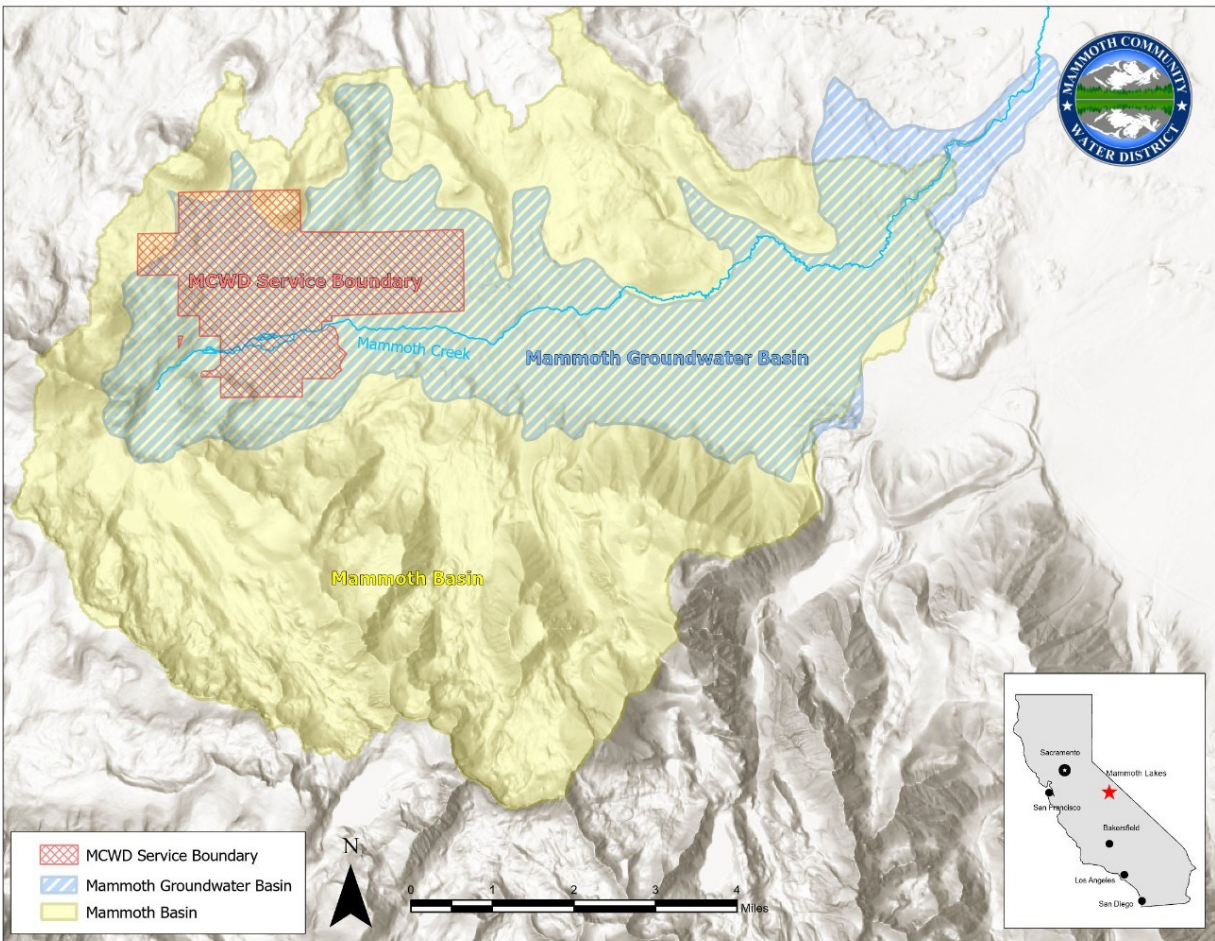 MAMMOTH COMMUNITY
WATER DISTRICT
MCWD Service Boundary
Mammoth Creek
Mammoth Groundwater Basin
Mammoth Basin
Sacramento
Mammoth Lakes
San Francisco
Bakersfield
Los Angeles
San Diego
MCWD Service Boundary
Mammoth Groundwater Basin
Mammoth Basin
N
0 1 2 3 4
Miles